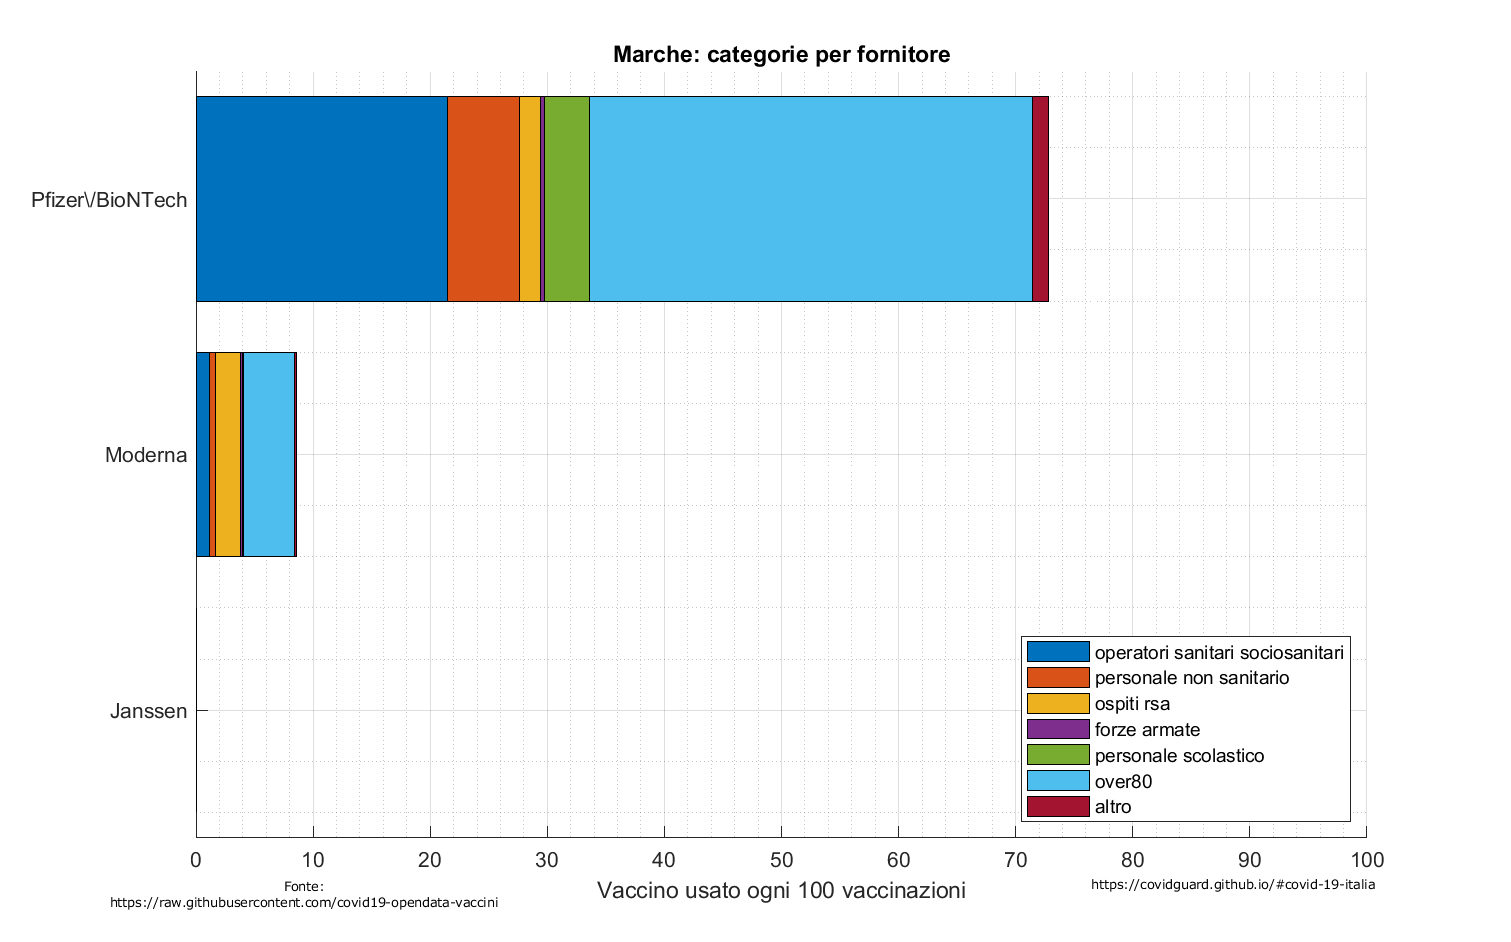 Marche: categorie per fornitore
Pfizer\/BioNTech
Moderna
Janssen
operatori sanitari sociosanitari
personale non sanitario
ospiti rsa
forze armate
personale scolastico
over80
altro
0 10 20 30 40 50 60 70 80 90 100
Vaccino usato ogni 100 vaccinazioni
Fonte:
https://raw.githubusercontent.com/covid19-opendata-vaccini
https://covidguard.github.io/#covid-19-italia